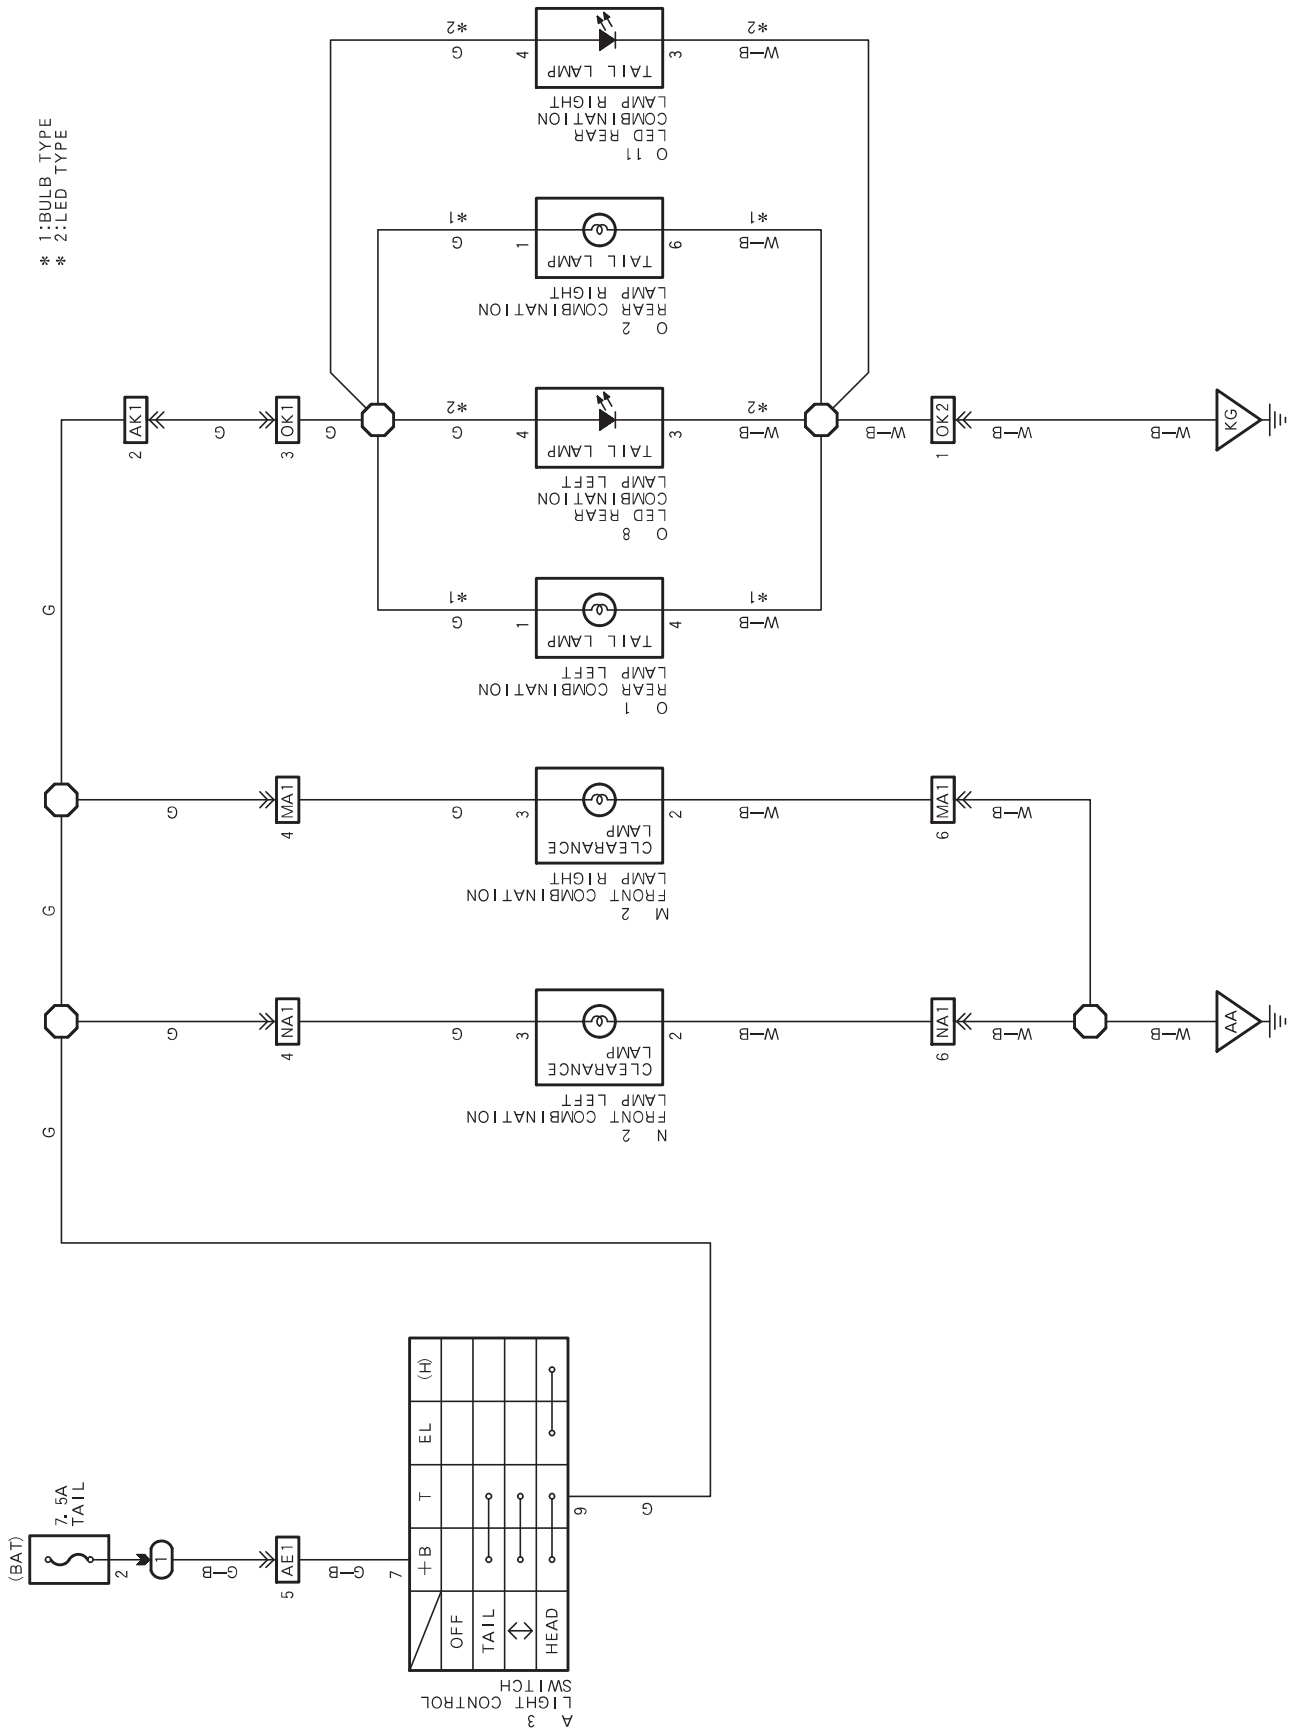 * 1:BULB TYPE
* 2:LED TYPE
(BAT)
7. 5A
TAIL
2
1
G-B
5
AE1
G-B
7
A 3
LIGHT CONTROL
SWITCH
+B
T
EL
(H)
OFF
TAIL
HEAD
9
G
G
G
G
G
4
NA1
G
3
CLEARANCE
LAMP
2
N 2
FRONT COMBINATION
LAMP LEFT
W-B
6
NA1
W-B
W-B
AA
G
4
MA1
G
3
CLEARANCE
LAMP
2
M 2
FRONT COMBINATION
LAMP RIGHT
W-B
6
MA1
W-B
2
AK1
G
3
OK1
G
G
*1
1
TAIL LAMP
4
O 1
REAR COMBINATION
LAMP LEFT
W-B
*1
G
*2
4
TAIL LAMP
3
O 8
LED REAR
COMBINATION
LAMP LEFT
W-B
*2
G
*1
1
TAIL LAMP
6
O 2
REAR COMBINATION
LAMP RIGHT
W-B
*1
G
*2
4
TAIL LAMP
3
O 11
LED REAR
COMBINATION
LAMP RIGHT
W-B
*2
W-B
1
OK2
W-B
W-B
KG